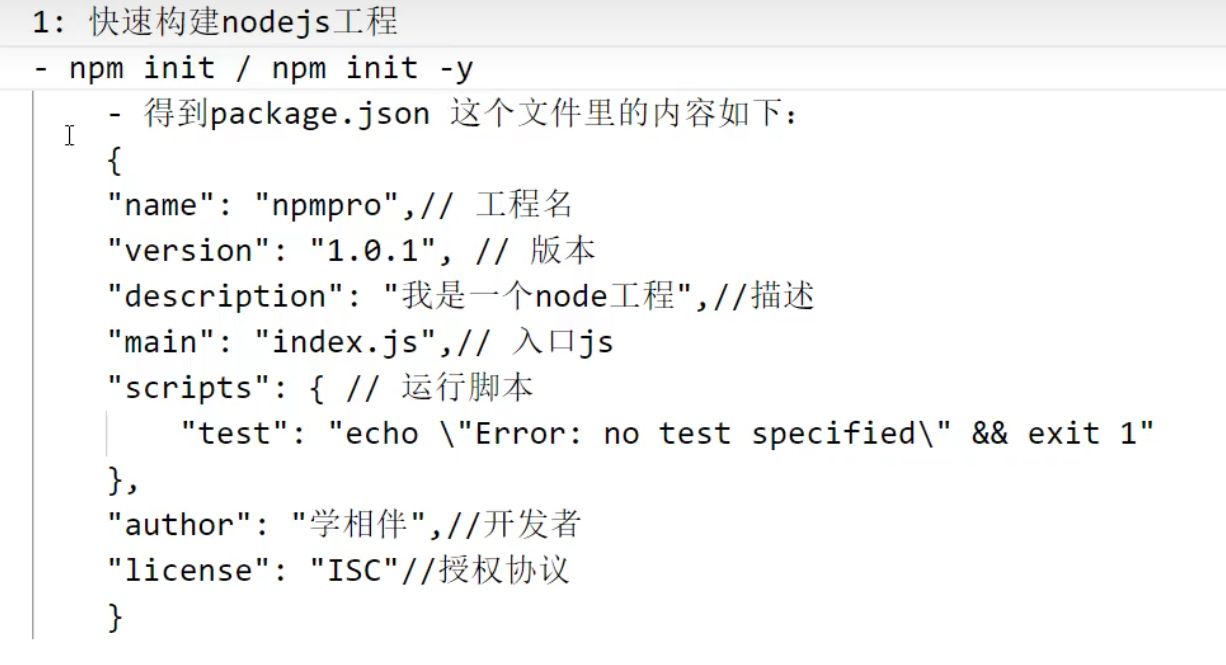 1: 快速构建nodejs工程
- npm init / npm init -y
- 得到package.json 这个文件里的内容如下：
{
"name": "npmpro",// 工程名
"version": "1.0.1", // 版本
"description": "我是一个node工程",//描述
"main": "index.js",// 入口js
"scripts": { // 运行脚本
"test": "echo \"Error: no test specified\" && exit 1"
},
"author": "学相伴",//开发者
"license": "ISC"//授权协议
}